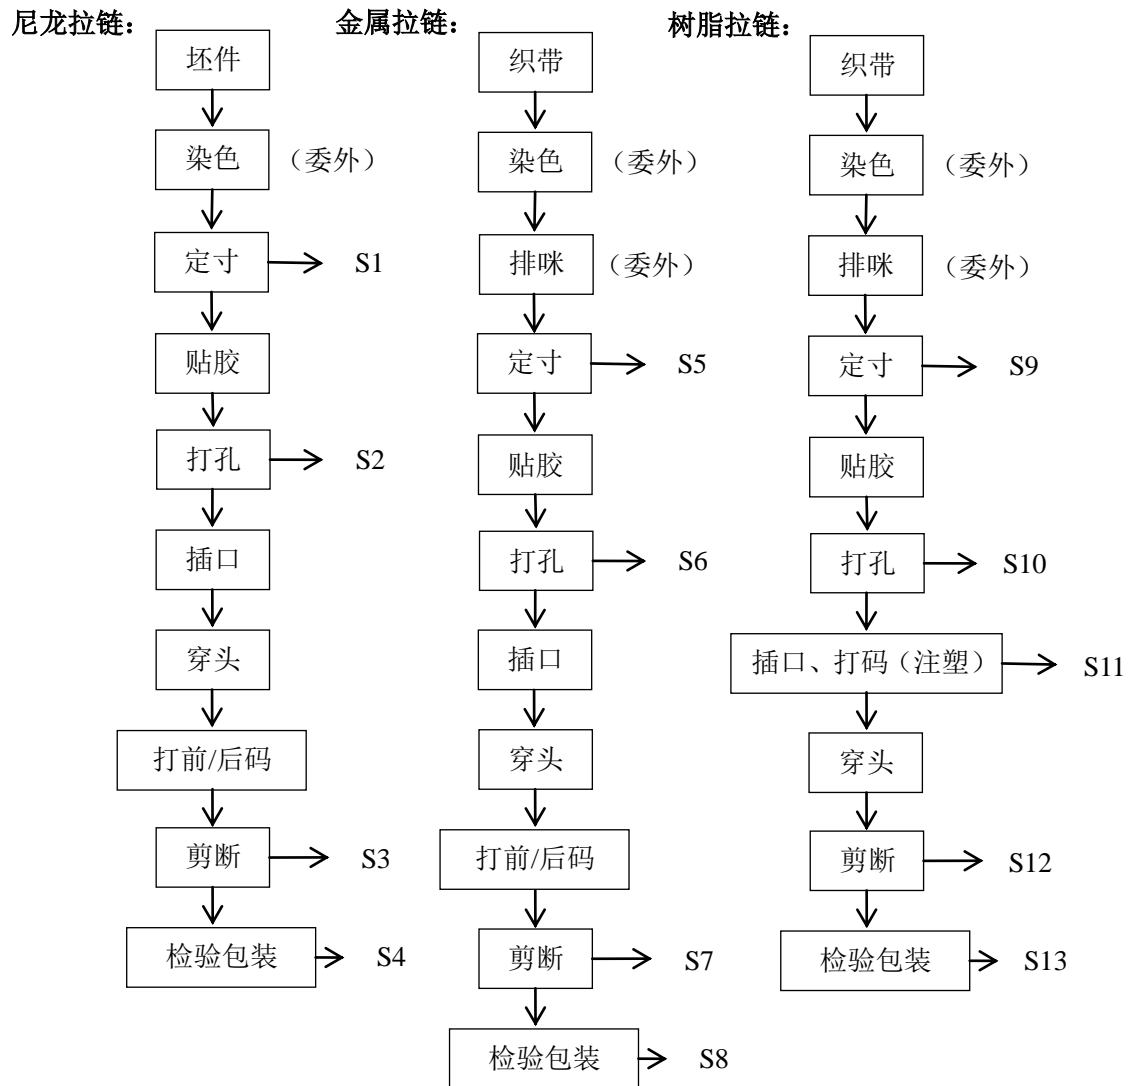 尼龙拉链：
坯件
染色 （委外）
定寸 S1
贴胶
打孔 S2
插口
穿头
打前/后码
剪断 S3
检验包装 S4
金属拉链：
织带
染色 （委外）
排咪 （委外）
定寸 S5
贴胶
打孔 S6
插口
穿头
打前/后码
剪断 S7
检验包装 S8
树脂拉链：
织带
染色 （委外）
排咪 （委外）
定寸 S9
贴胶
打孔 S10
插口、打码（注塑） S11
穿头
剪断 S12
检验包装 S13